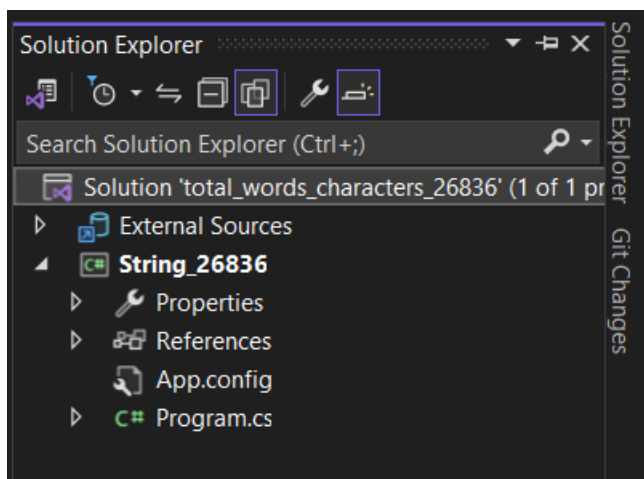 Solution Explorer
Search Solution Explorer (Ctrl+;)
Solution 'total_words_characters_26836' (1 of 1 pr
External Sources
C# String_26836
Properties
References
App.config
C# Program.cs
Solution Explorer
Git Changes